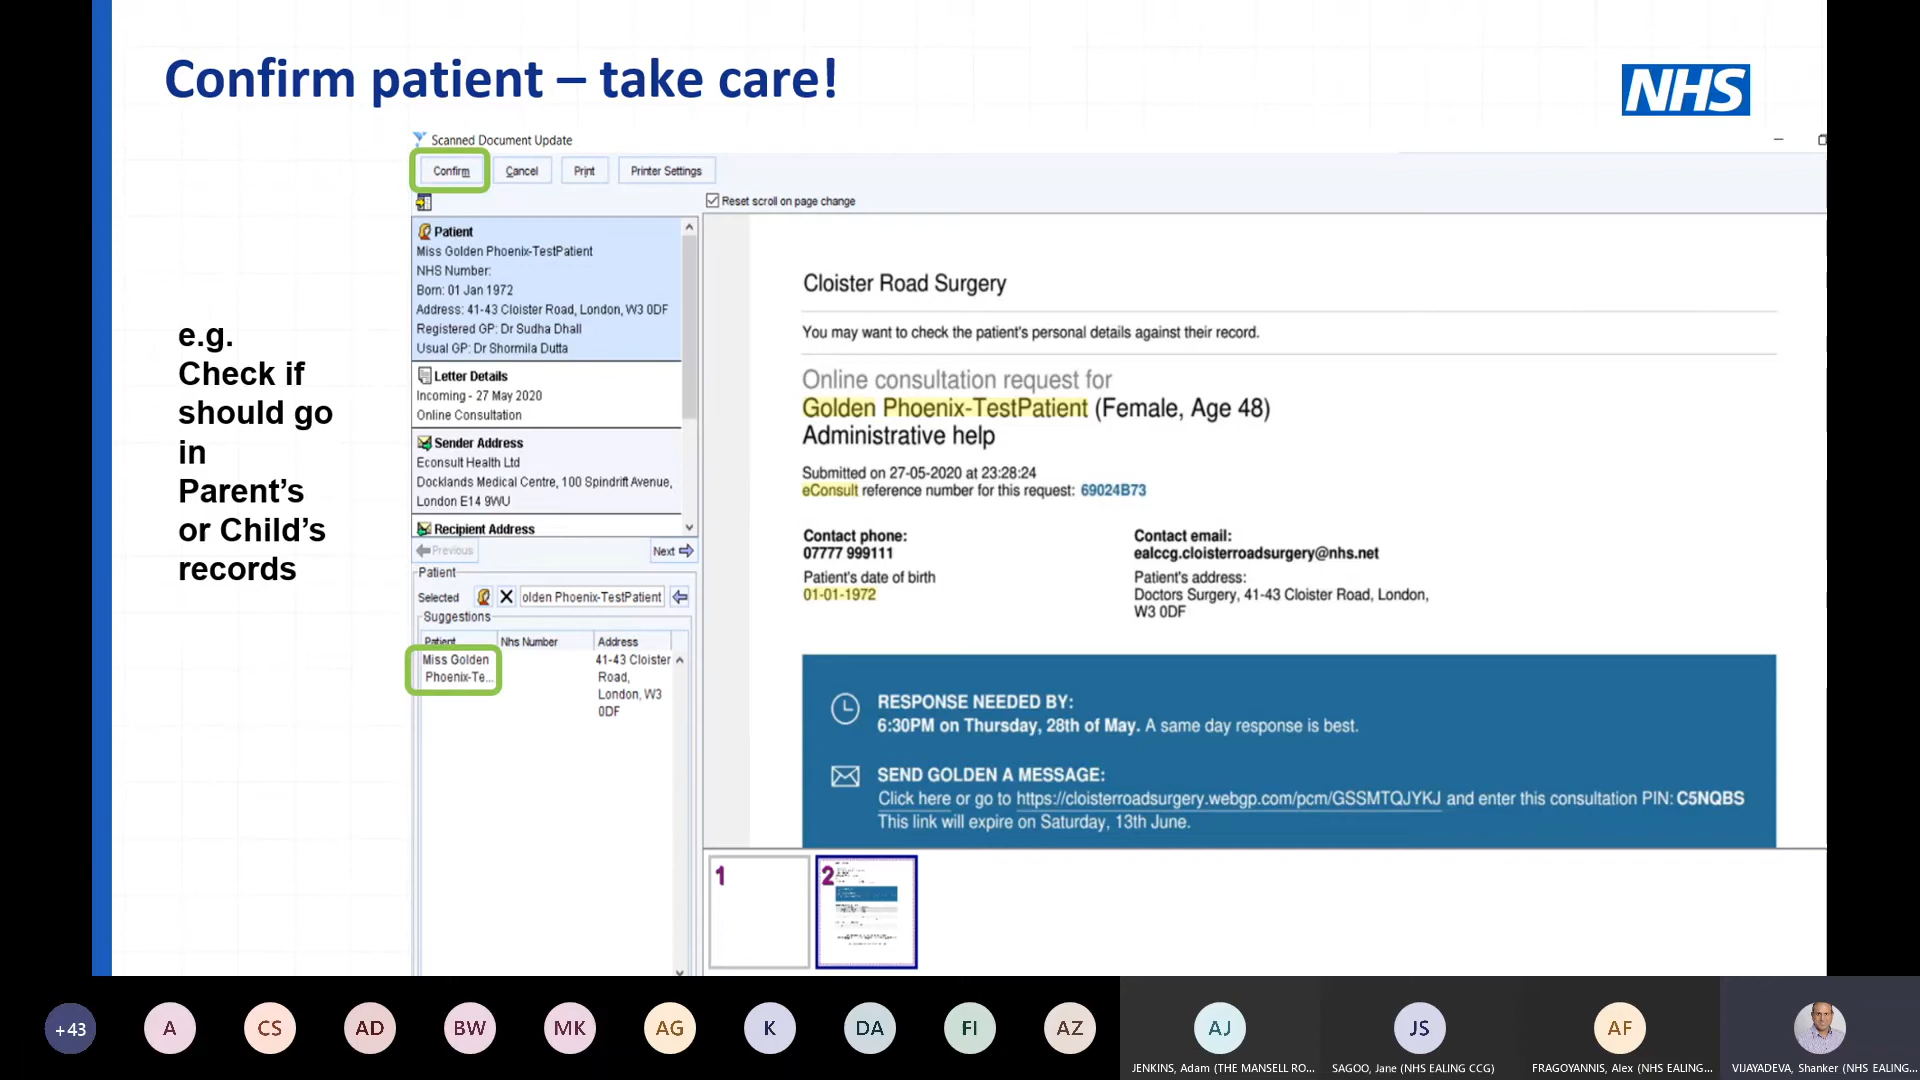 Confirm patient – take care!
NHS
e.g.
Check if
should go
in
Parent’s
or Child’s
records
Scanned Document Update
Confirm Cancel Print Printer Settings
Reset scroll on page change
Patient
Miss Golden Phoenix-TestPatient
NHS Number:
Born: 01 Jan 1972
Address: 41-43 Cloister Road, London, W3 0DF
Registered GP: Dr Sudha Dhall
Usual GP: Dr Shormila Dutta
Letter Details
Incoming - 27 May 2020
Online Consultation
Sender Address
Econsult Health Ltd
Docklands Medical Centre, 100 Spindrift Avenue,
London E14 9WU
Recipient Address
Previous Next
Patient
Selected olden Phoenix-TestPatient
Suggestions
Patient Nhs Number Address
Miss Golden
Phoenix-Te...
41-43 Cloister
Road,
London, W3
0DF
Cloister Road Surgery
You may want to check the patient's personal details against their record.
Online consultation request for
Golden Phoenix-TestPatient (Female, Age 48)
Administrative help
Submitted on 27-05-2020 at 23:28:24
eConsult reference number for this request: 69024B73
Contact phone:
07777 999111
Contact email:
ealccg.cloisterroadsurgery@nhs.net
Patient's date of birth
01-01-1972
Patient's address:
Doctors Surgery, 41-43 Cloister Road, London,
W3 0DF
RESPONSE NEEDED BY:
6:30PM on Thursday, 28th of May. A same day response is best.
SEND GOLDEN A MESSAGE:
Click here or go to https://cloisterroadsurgery.webgp.com/pcm/GSSMTQJYKJ and enter this consultation PIN: C5NQBS
This link will expire on Saturday, 13th June.
1 2
+43 A CS AD BW MK AG K DA FI AZ AJ JS AF
JENKINS, Adam (THE MANSELL RO... SAGOO, Jane (NHS EALING CCG) FRAGOYANNIS, Alex (NHS EALING... VIJAYADEVA, Shanker (NHS EALING...